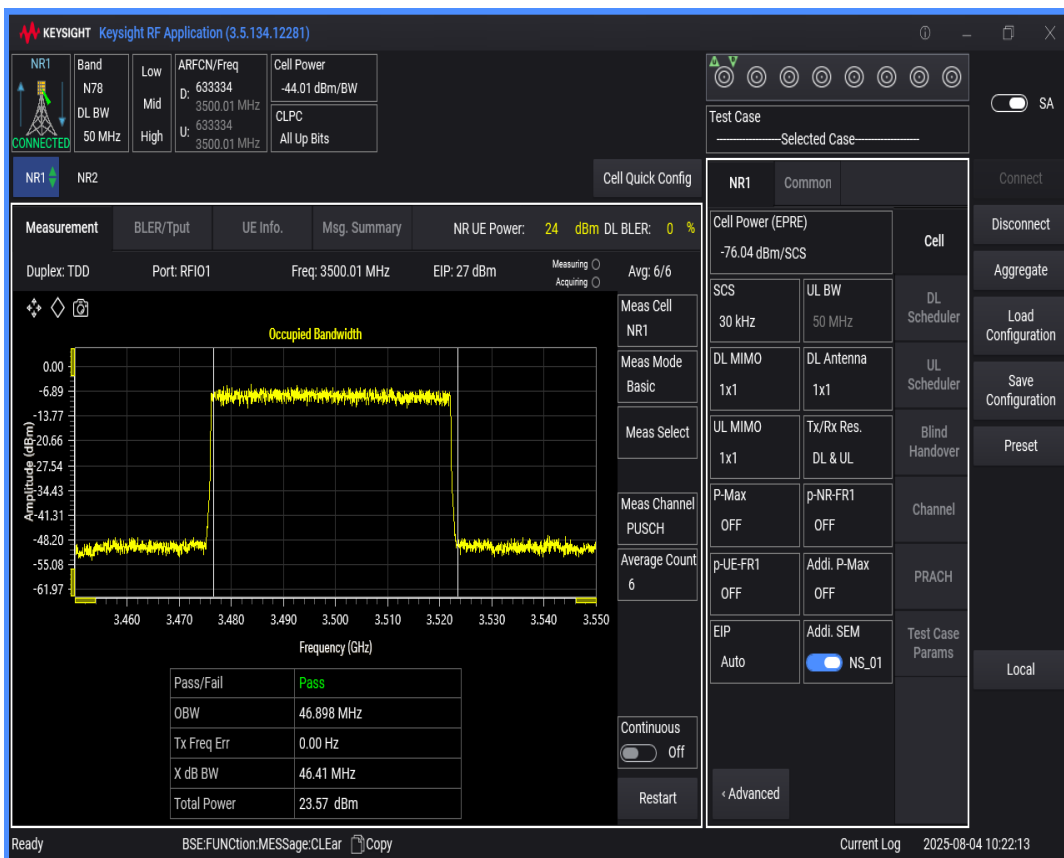 KEYSIGHT Keysight RF Application (3.5.134.12281)
NR1
CONNECTED
Band
N78
DL BW
50 MHz
Low
Mid
High
ARFCN/Freq
D: 633334
3500.01 MHz
U: 633334
3500.01 MHz
Cell Power
-44.01 dBm/BW
CLPC
All Up Bits
Test Case
Selected Case
SA
NR1 NR2 Cell Quick Config
Measurement BLER/Tput UE Info. Msg. Summary NR UE Power: 24 dBm DL BLER: 0 %
Duplex: TDD Port: RFIO1 Freq: 3500.01 MHz EIP: 27 dBm Measuring Acquiring Avg: 6/6
Occupied Bandwidth
Amplitude (dBm)
0.00
-6.89
-13.77
-20.66
-27.54
-34.43
-41.31
-48.20
-55.08
-61.97
3.460 3.470 3.480 3.490 3.500 3.510 3.520 3.530 3.540 3.550
Frequency (GHz)
Pass/Fail Pass
OBW 46.898 MHz
Tx Freq Err 0.00 Hz
X dB BW 46.41 MHz
Total Power 23.57 dBm
Meas Cell
NR1
Meas Mode
Basic
Meas Select
Meas Channel
PUSCH
Average Count
6
Continuous
Off
Restart
NR1 Common
Cell Power (EPRE)
-76.04 dBm/SCS
SCS
30 kHz
UL BW
50 MHz
DL MIMO
1x1
DL Antenna
1x1
UL MIMO
1x1
Tx/Rx Res.
DL & UL
P-Max
OFF
p-NR-FR1
OFF
p-UE-FR1
OFF
Addi. P-Max
OFF
EIP
Auto
Addi. SEM
NS_01
‹ Advanced
Cell
DL
Scheduler
UL
Scheduler
Blind
Handover
Channel
PRACH
Test Case
Params
Connect
Disconnect
Aggregate
Load
Configuration
Save
Configuration
Preset
Local
Ready BSE:FUNCtion:MESSage:CLEar Copy Current Log 2025-08-04 10:22:13